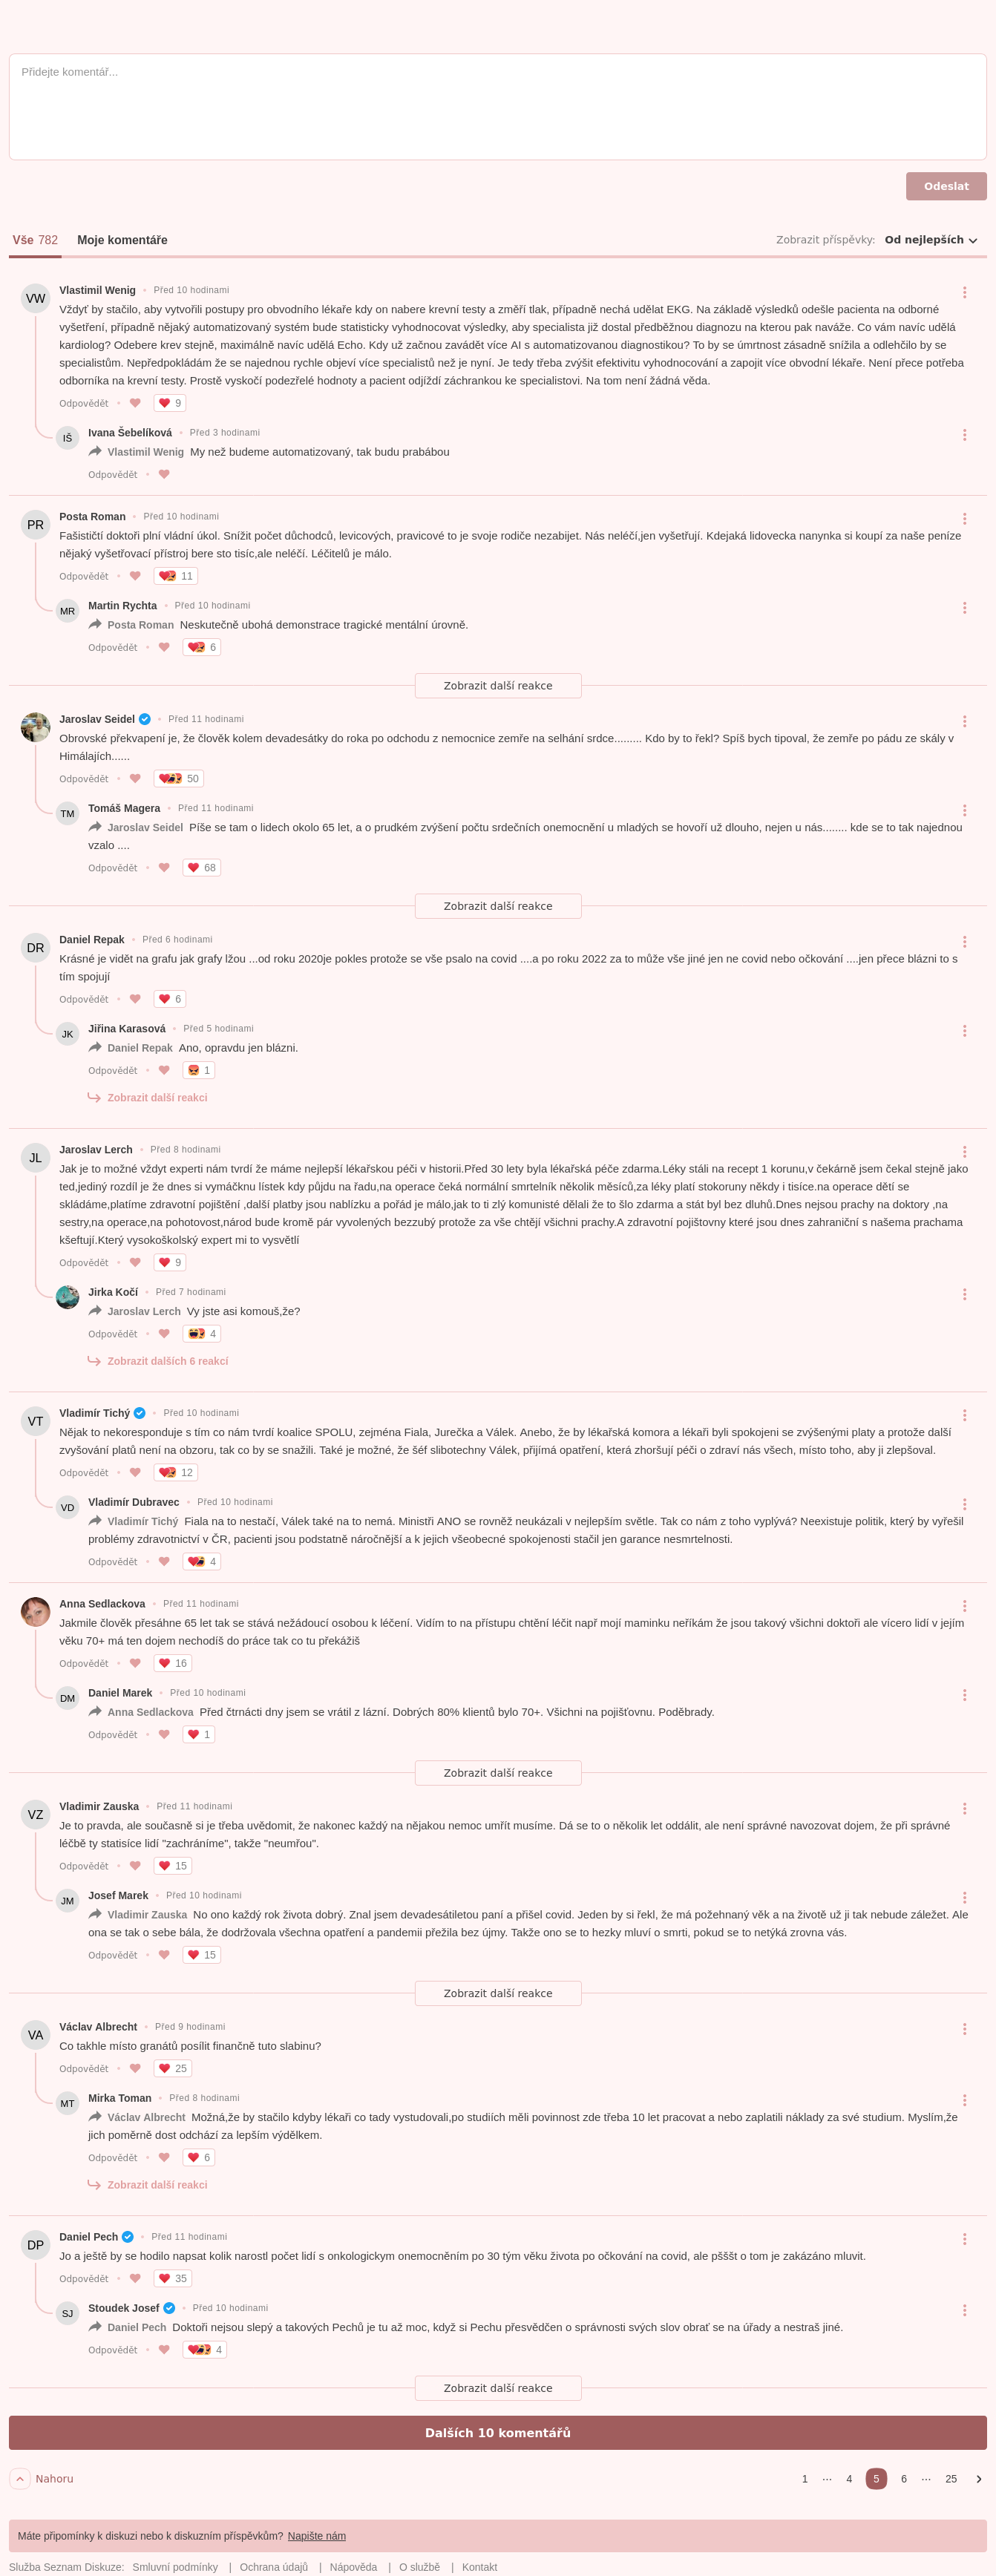 Přidejte komentář...
Odeslat
Vše 782 Moje komentáře Zobrazit příspěvky: Od nejlepších
VW Vlastimil Wenig • Před 10 hodinami
Vždyť by stačilo, aby vytvořili postupy pro obvodního lékaře kdy on nabere krevní testy a změří tlak, případně nechá udělat EKG. Na základě výsledků odešle pacienta na odborné
vyšetření, případně nějaký automatizovaný systém bude statisticky vyhodnocovat výsledky, aby specialista již dostal předběžnou diagnozu na kterou pak naváže. Co vám navíc udělá
kardiolog? Odebere krev stejně, maximálně navíc udělá Echo. Kdy už začnou zavádět více AI s automatizovanou diagnostikou? To by se úmrtnost zásadně snížila a odlehčilo by se
specialistům. Nepředpokládám že se najednou rychle objeví více specialistů než je nyní. Je tedy třeba zvýšit efektivitu vyhodnocování a zapojit více obvodní lékaře. Není přece potřeba
odborníka na krevní testy. Prostě vyskočí podezřelé hodnoty a pacient odjíždí záchrankou ke specialistovi. Na tom není žádná věda.
Odpovědět • 9
IŠ Ivana Šebelíková • Před 3 hodinami
Vlastimil Wenig My než budeme automatizovaný, tak budu prabábou
Odpovědět •
PR Posta Roman • Před 10 hodinami
Fašističtí doktoři plní vládní úkol. Snížit počet důchodců, levicových, pravicové to je svoje rodiče nezabijet. Nás neléčí,jen vyšetřují. Kdejaká lidovecka nanynka si koupí za naše peníze
nějaký vyšetřovací přístroj bere sto tisíc,ale neléčí. Léčitelů je málo.
Odpovědět • 11
MR Martin Rychta • Před 10 hodinami
Posta Roman Neskutečně ubohá demonstrace tragické mentální úrovně.
Odpovědět • 6
Zobrazit další reakce
Jaroslav Seidel • Před 11 hodinami
Obrovské překvapení je, že člověk kolem devadesátky do roka po odchodu z nemocnice zemře na selhání srdce......... Kdo by to řekl? Spíš bych tipoval, že zemře po pádu ze skály v
Himálajích......
Odpovědět • 50
TM Tomáš Magera • Před 11 hodinami
Jaroslav Seidel Píše se tam o lidech okolo 65 let, a o prudkém zvýšení počtu srdečních onemocnění u mladých se hovoří už dlouho, nejen u nás........ kde se to tak najednou
vzalo ....
Odpovědět • 68
Zobrazit další reakce
DR Daniel Repak • Před 6 hodinami
Krásné je vidět na grafu jak grafy lžou ...od roku 2020je pokles protože se vše psalo na covid ....a po roku 2022 za to může vše jiné jen ne covid nebo očkování ....jen přece blázni to s
tím spojují
Odpovědět • 6
JK Jiřina Karasová • Před 5 hodinami
Daniel Repak Ano, opravdu jen blázni.
Odpovědět • 1
Zobrazit další reakci
JL Jaroslav Lerch • Před 8 hodinami
Jak je to možné vždyt experti nám tvrdí že máme nejlepší lékařskou péči v historii.Před 30 lety byla lékařská péče zdarma.Léky stáli na recept 1 korunu,v čekárně jsem čekal stejně jako
ted,jediný rozdíl je že dnes si vymáčknu lístek kdy půjdu na řadu,na operace čeká normální smrtelník několik měsíců,za léky platí stokoruny někdy i tisíce.na operace dětí se
skládáme,platíme zdravotní pojištění ,další platby jsou nablízku a pořád je málo,jak to ti zlý komunisté dělali že to šlo zdarma a stát byl bez dluhů.Dnes nejsou prachy na doktory ,na
sestry,na operace,na pohotovost,národ bude kromě pár vyvolených bezzubý protože za vše chtějí všichni prachy.A zdravotní pojištovny které jsou dnes zahraniční s našema prachama
kšeftují.Který vysokoškolský expert mi to vysvětlí
Odpovědět • 9
Jirka Kočí • Před 7 hodinami
Jaroslav Lerch Vy jste asi komouš,že?
Odpovědět • 4
Zobrazit dalších 6 reakcí
VT Vladimír Tichý • Před 10 hodinami
Nějak to nekoresponduje s tím co nám tvrdí koalice SPOLU, zejména Fiala, Jurečka a Válek. Anebo, že by lékařská komora a lékaři byli spokojeni se zvýšenými platy a protože další
zvyšování platů není na obzoru, tak co by se snažili. Také je možné, že šéf slibotechny Válek, přijímá opatření, která zhoršují péči o zdraví nás všech, místo toho, aby ji zlepšoval.
Odpovědět • 12
VD Vladimír Dubravec • Před 10 hodinami
Vladimír Tichý Fiala na to nestačí, Válek také na to nemá. Ministři ANO se rovněž neukázali v nejlepším světle. Tak co nám z toho vyplývá? Neexistuje politik, který by vyřešil
problémy zdravotnictví v ČR, pacienti jsou podstatně náročnější a k jejich všeobecné spokojenosti stačil jen garance nesmrtelnosti.
Odpovědět • 4
Anna Sedlackova • Před 11 hodinami
Jakmile člověk přesáhne 65 let tak se stává nežádoucí osobou k léčení. Vidím to na přístupu chtění léčit např mojí maminku neříkám že jsou takový všichni doktoři ale vícero lidí v jejím
věku 70+ má ten dojem nechodíš do práce tak co tu překážíš
Odpovědět • 16
DM Daniel Marek • Před 10 hodinami
Anna Sedlackova Před čtrnácti dny jsem se vrátil z lázní. Dobrých 80% klientů bylo 70+. Všichni na pojišťovnu. Poděbrady.
Odpovědět • 1
Zobrazit další reakce
VZ Vladimir Zauska • Před 11 hodinami
Je to pravda, ale současně si je třeba uvědomit, že nakonec každý na nějakou nemoc umřít musíme. Dá se to o několik let oddálit, ale není správné navozovat dojem, že při správné
léčbě ty statisíce lidí "zachráníme", takže "neumřou".
Odpovědět • 15
JM Josef Marek • Před 10 hodinami
Vladimir Zauska No ono každý rok života dobrý. Znal jsem devadesátiletou paní a přišel covid. Jeden by si řekl, že má požehnaný věk a na životě už ji tak nebude záležet. Ale
ona se tak o sebe bála, že dodržovala všechna opatření a pandemii přežila bez újmy. Takže ono se to hezky mluví o smrti, pokud se to netýká zrovna vás.
Odpovědět • 15
Zobrazit další reakce
VA Václav Albrecht • Před 9 hodinami
Co takhle místo granátů posílit finančně tuto slabinu?
Odpovědět • 25
MT Mirka Toman • Před 8 hodinami
Václav Albrecht Možná,že by stačilo kdyby lékaři co tady vystudovali,po studiích měli povinnost zde třeba 10 let pracovat a nebo zaplatili náklady za své studium. Myslím,že
jich poměrně dost odchází za lepším výdělkem.
Odpovědět • 6
Zobrazit další reakci
DP Daniel Pech • Před 11 hodinami
Jo a ještě by se hodilo napsat kolik narostl počet lidí s onkologickym onemocněním po 30 tým věku života po očkování na covid, ale pšššt o tom je zakázáno mluvit.
Odpovědět • 35
SJ Stoudek Josef • Před 10 hodinami
Daniel Pech Doktoři nejsou slepý a takových Pechů je tu až moc, když si Pechu přesvědčen o správnosti svých slov obrať se na úřady a nestraš jiné.
Odpovědět • 4
Zobrazit další reakce
Dalších 10 komentářů
Nahoru 1 ··· 4 5 6 ··· 25
Máte připomínky k diskuzi nebo k diskuzním příspěvkům? Napište nám
Služba Seznam Diskuze: Smluvní podmínky | Ochrana údajů | Nápověda | O službě | Kontakt